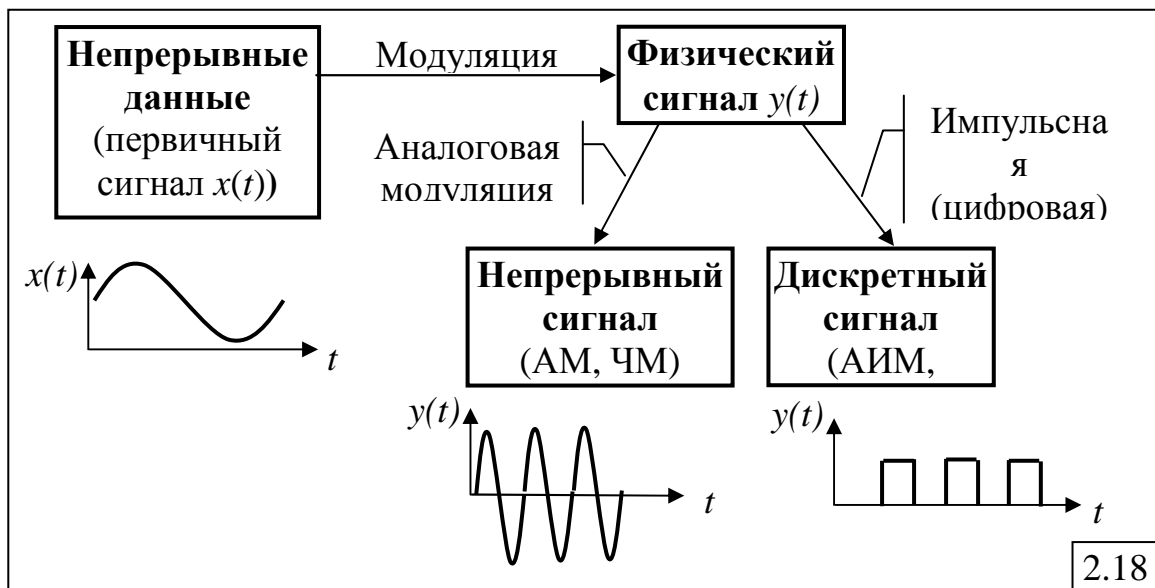 Непрерывные
данные
(первичный
сигнал x(t))
Модуляция
Физический
сигнал y(t)
Аналоговая
модуляция
Импульсна
я
(цифровая)
x(t)
t
Непрерывный
сигнал
(АМ, ЧМ)
Дискретный
сигнал
(АИМ,
y(t)
t
y(t)
t
2.18